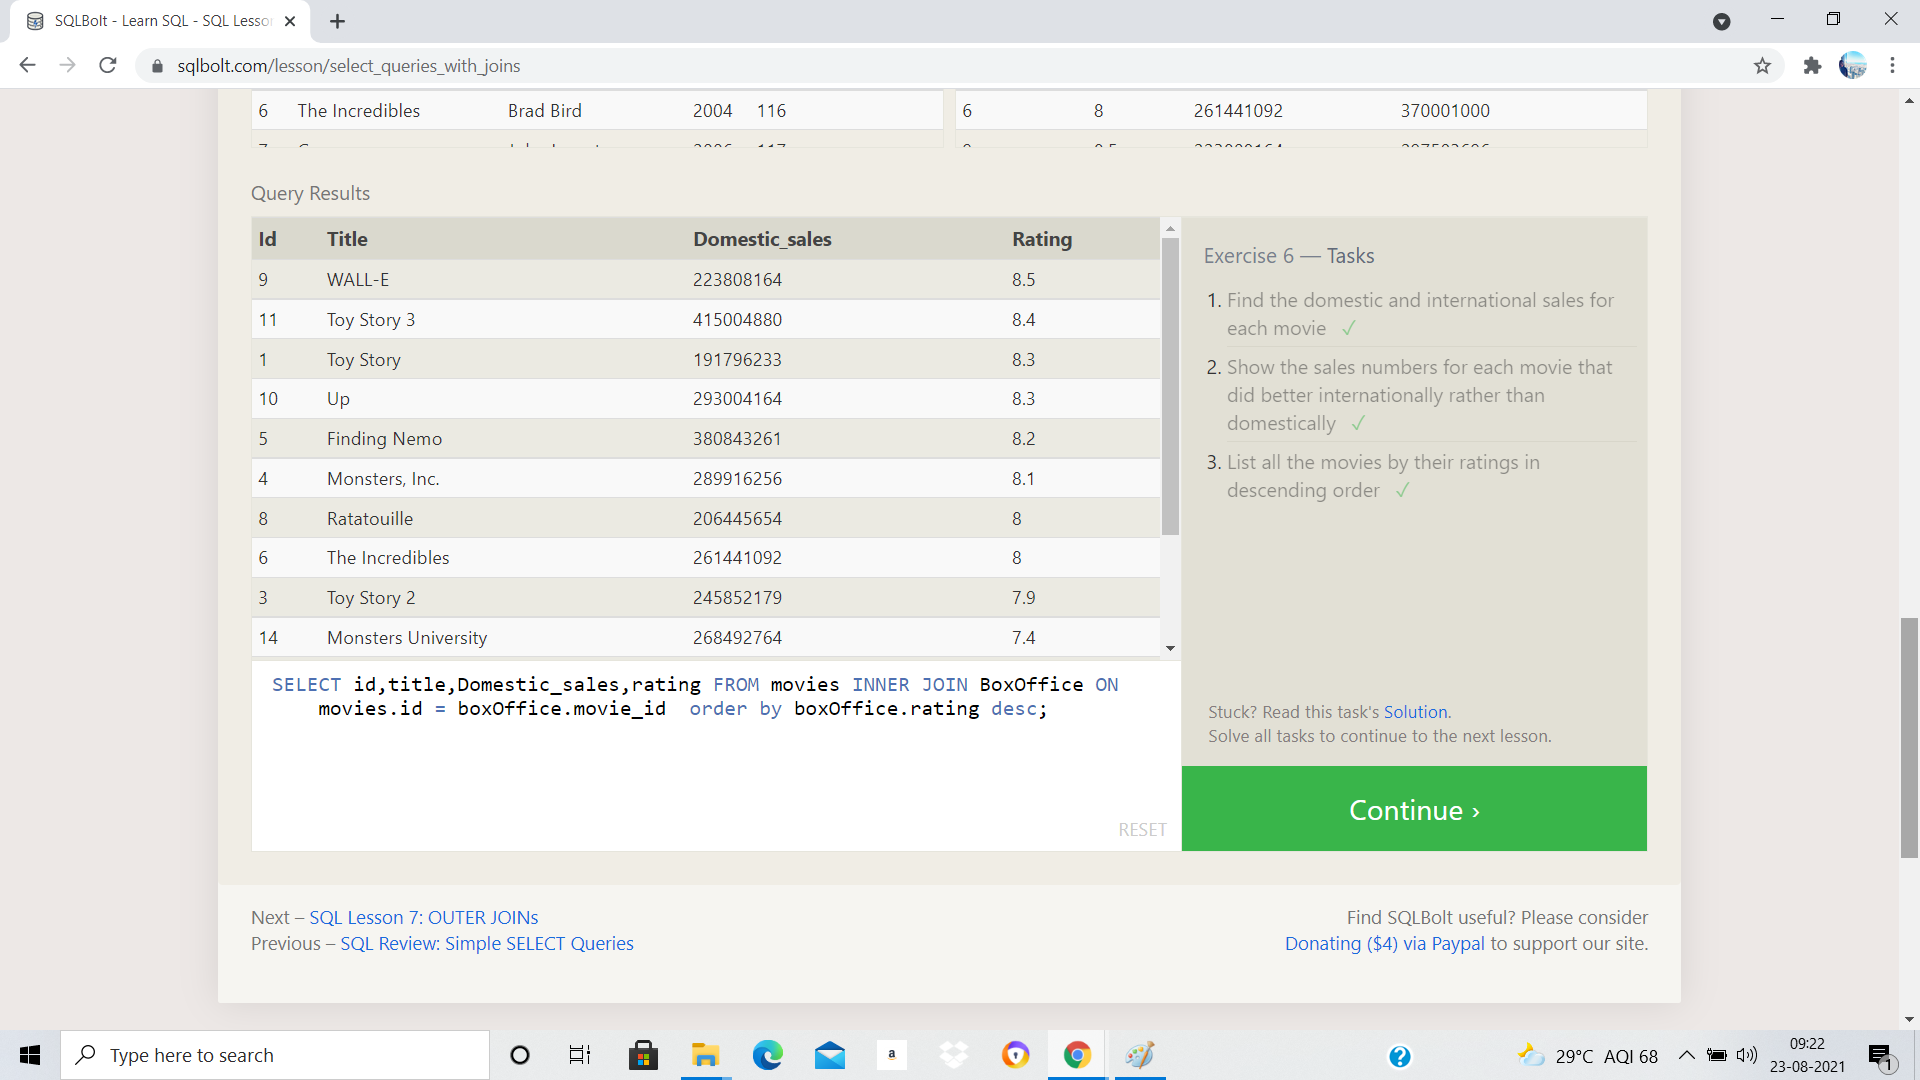 SQLBolt - Learn SQL - SQL Lesso
sqlbolt.com/lesson/select_queries_with_joins
6 The Incredibles Brad Bird 2004 116 6 8 261441092 370001000
Query Results
Id Title Domestic_sales Rating
9 WALL-E 223808164 8.5
11 Toy Story 3 415004880 8.4
1 Toy Story 191796233 8.3
10 Up 293004164 8.3
5 Finding Nemo 380843261 8.2
4 Monsters, Inc. 289916256 8.1
8 Ratatouille 206445654 8
6 The Incredibles 261441092 8
3 Toy Story 2 245852179 7.9
14 Monsters University 268492764 7.4
SELECT id,title,Domestic_sales,rating FROM movies INNER JOIN BoxOffice ON
movies.id = boxOffice.movie_id  order by boxOffice.rating desc;
RESET
Exercise 6 — Tasks
1. Find the domestic and international sales for
each movie ✓
2. Show the sales numbers for each movie that
did better internationally rather than
domestically ✓
3. List all the movies by their ratings in
descending order ✓
Stuck? Read this task's Solution.
Solve all tasks to continue to the next lesson.
Continue ›
Next – SQL Lesson 7: OUTER JOINs
Previous – SQL Review: Simple SELECT Queries
Find SQLBolt useful? Please consider
Donating ($4) via Paypal to support our site.
Type here to search
a
29°C AQI 68
09:22
23-08-2021
1